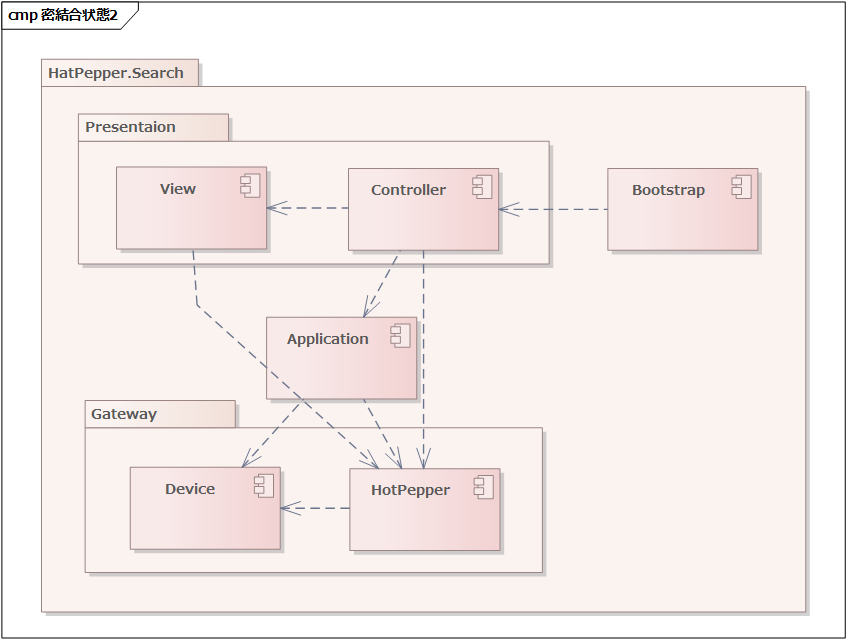 cmp 密結合状態2
HatPepper.Search
Presentaion
View
Controller
Bootstrap
Application
Gateway
Device
HotPepper